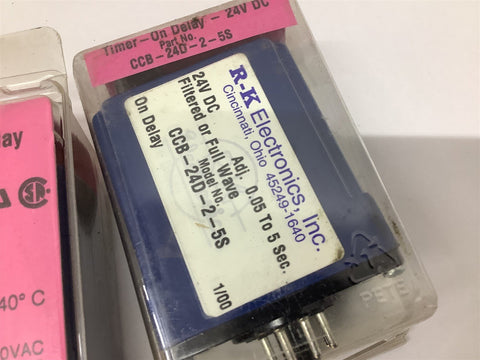 Timer-On Delay - 24V DC
Part No.
CCB-24D-2-5S
R-K Electronics, Inc.
Cincinnati, Ohio 45249-1640
Adj. 0.05 To 5 Sec.
24V DC
Filtered or Full Wave
Model No.
CCB-24D-2-5S
On Delay
1/00
PETE
lay
40° C
0VAC